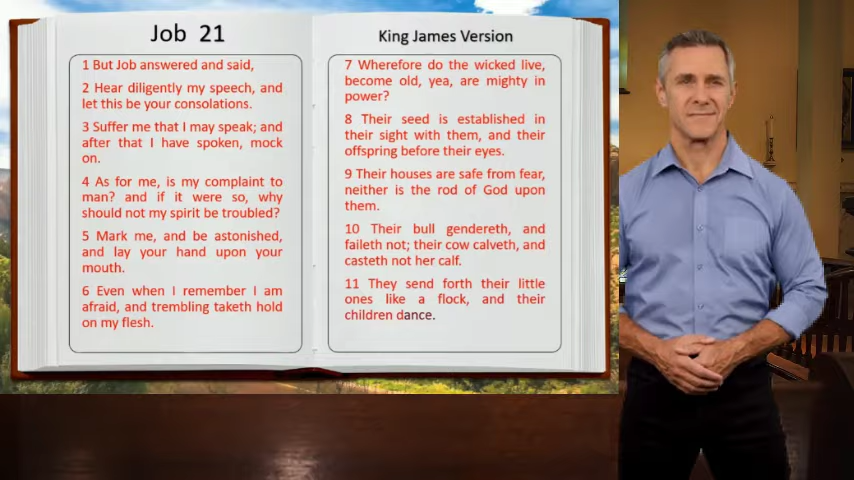 Job 21
1 But Job answered and said,
2 Hear diligently my speech, and
let this be your consolations.
3 Suffer me that I may speak; and
after that I have spoken, mock
on.
4 As for me, is my complaint to
man? and if it were so, why
should not my spirit be troubled?
5 Mark me, and be astonished,
and lay your hand upon your
mouth.
6 Even when I remember I am
afraid, and trembling taketh hold
on my flesh.
King James Version
7 Wherefore do the wicked live,
become old, yea, are mighty in
power?
8 Their seed is established in
their sight with them, and their
offspring before their eyes.
9 Their houses are safe from fear,
neither is the rod of God upon
them.
10 Their bull gendereth, and
faileth not; their cow calveth, and
casteth not her calf.
11 They send forth their little
ones like a flock, and their
children dance.